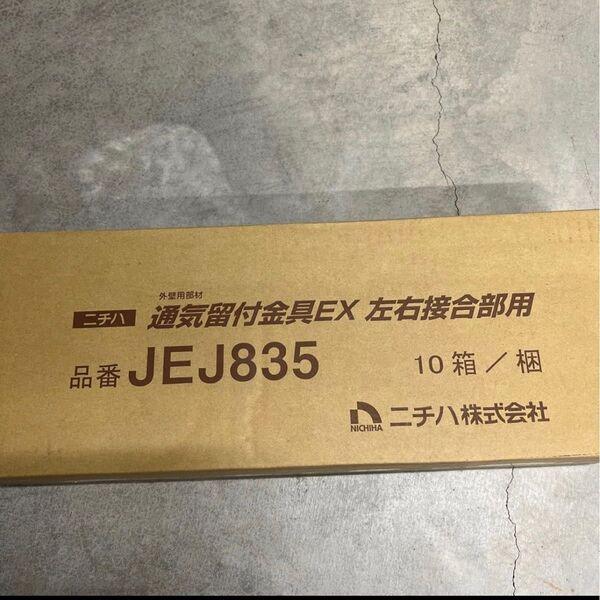 外壁用部材
ニチハ 通気留付金具EX 左右接合部用
品番 JEJ835 10箱／梱
NICHIHA ニチハ株式会社